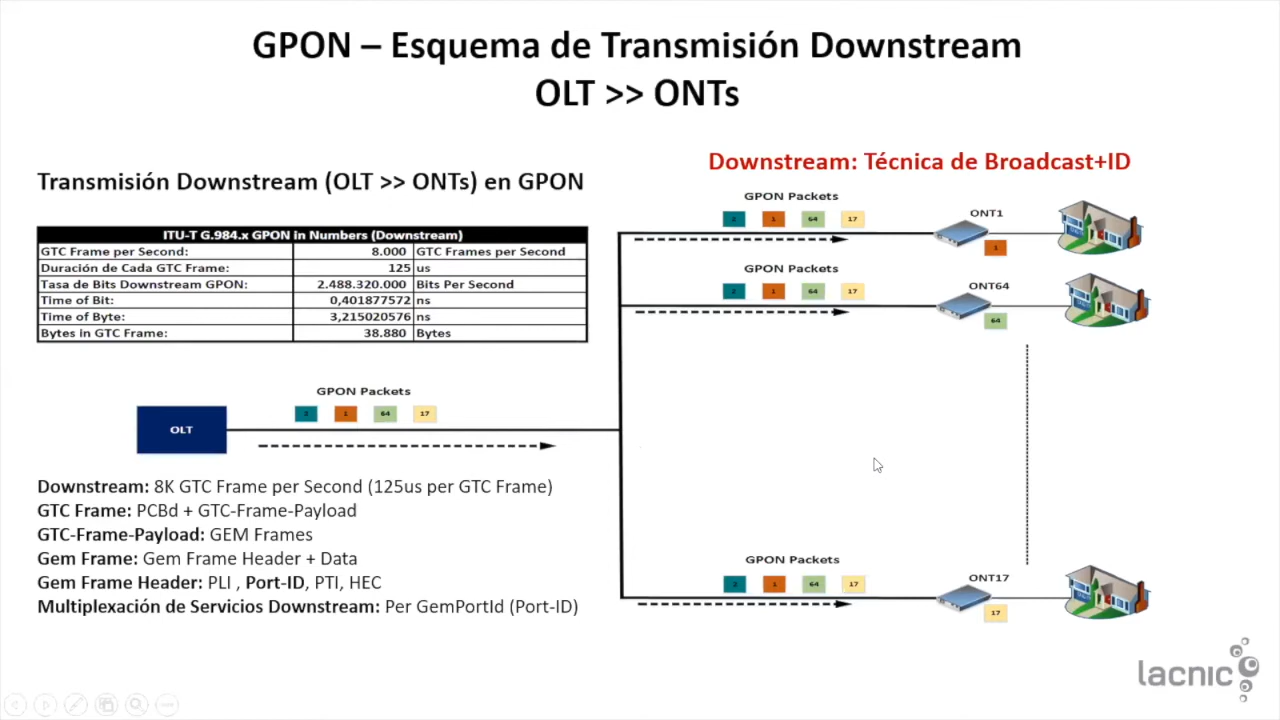 GPON – Esquema de Transmisión Downstream
OLT >> ONTs
Transmisión Downstream (OLT >> ONTs) en GPON
ITU-T G.984.x GPON in Numbers (Downstream)
GTC Frame per Second: 8.000 GTC Frames per Second
Duración de Cada GTC Frame: 125 us
Tasa de Bits Downstream GPON: 2.488.320.000 Bits Per Second
Time of Bit: 0,401877572 ns
Time of Byte: 3,215020576 ns
Bytes in GTC Frame: 38.880 Bytes
GPON Packets
2 1 64 17
OLT
Downstream: 8K GTC Frame per Second (125us per GTC Frame)
GTC Frame: PCBd + GTC-Frame-Payload
GTC-Frame-Payload: GEM Frames
Gem Frame: Gem Frame Header + Data
Gem Frame Header: PLI , Port-ID, PTI, HEC
Multiplexación de Servicios Downstream: Per GemPortId (Port-ID)
Downstream: Técnica de Broadcast+ID
GPON Packets
2 1 64 17
ONT1
1
GPON Packets
2 1 64 17
ONT64
64
GPON Packets
2 1 64 17
ONT17
17
lacnic